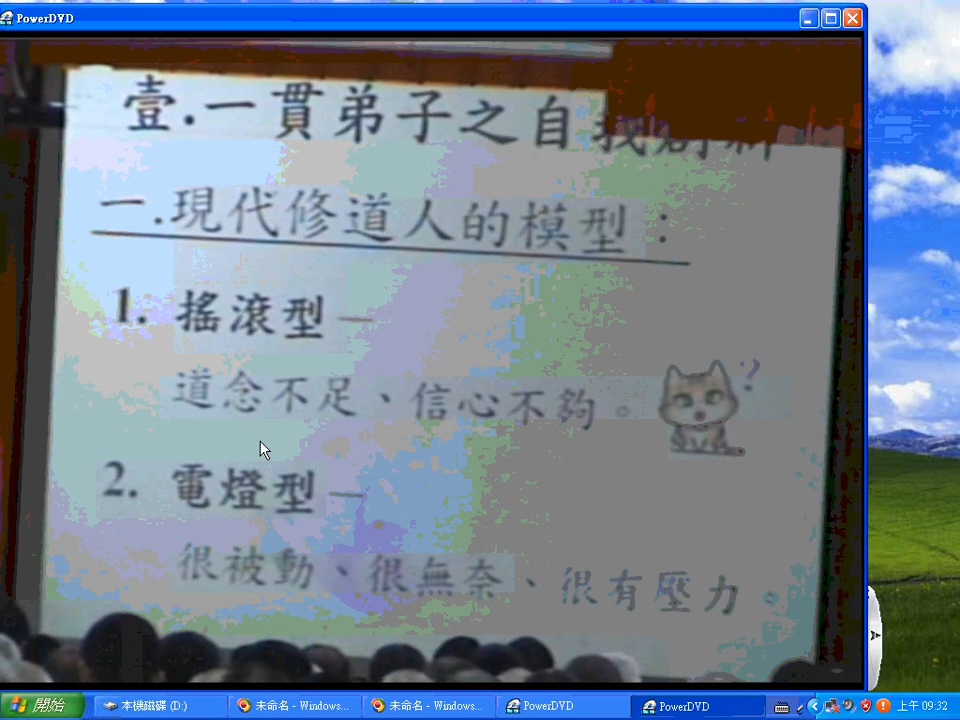 PowerDVD
壹.一貫弟子之自我創新
一.現代修道人的模型：
1. 搖滾型—
道念不足、信心不夠。
?
2. 電燈型—
很被動、很無奈、很有壓力。
開始 本機磁碟 (D:) 未命名 - Windows... 未命名 - Windows... PowerDVD PowerDVD 上午 09:32